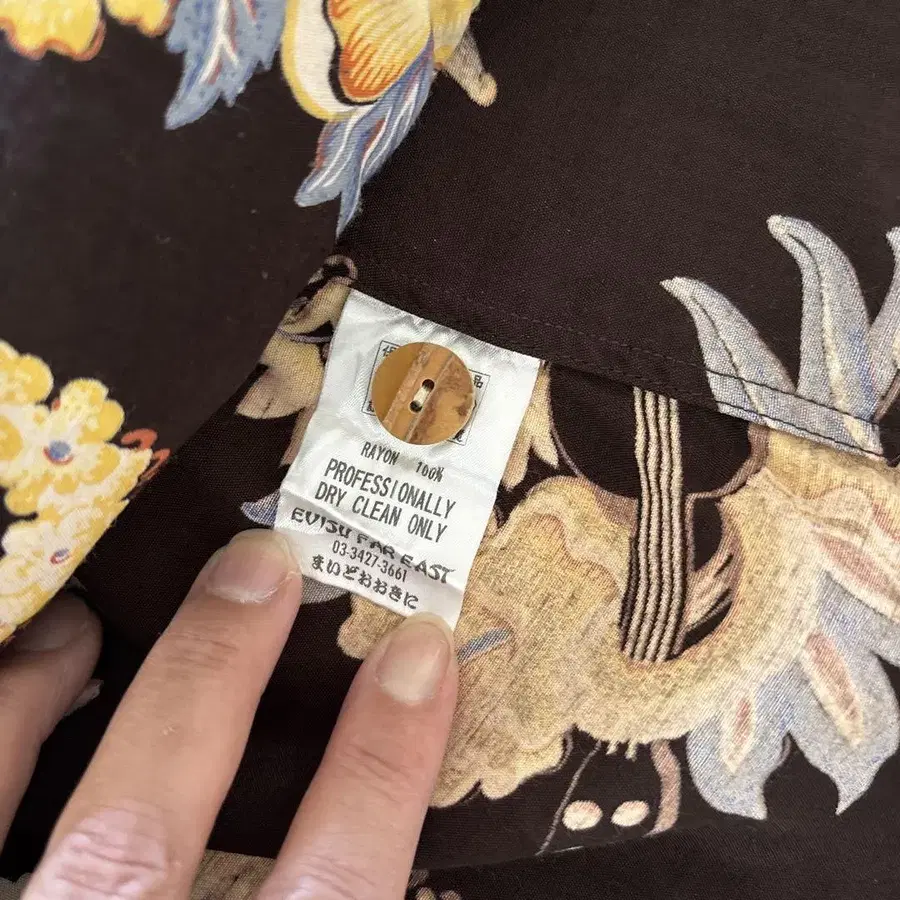 RAYON 100%
PROFESSIONALLY
DRY CLEAN ONLY
EVISU FAR EAST
03-3427-3661
まいどおおきに